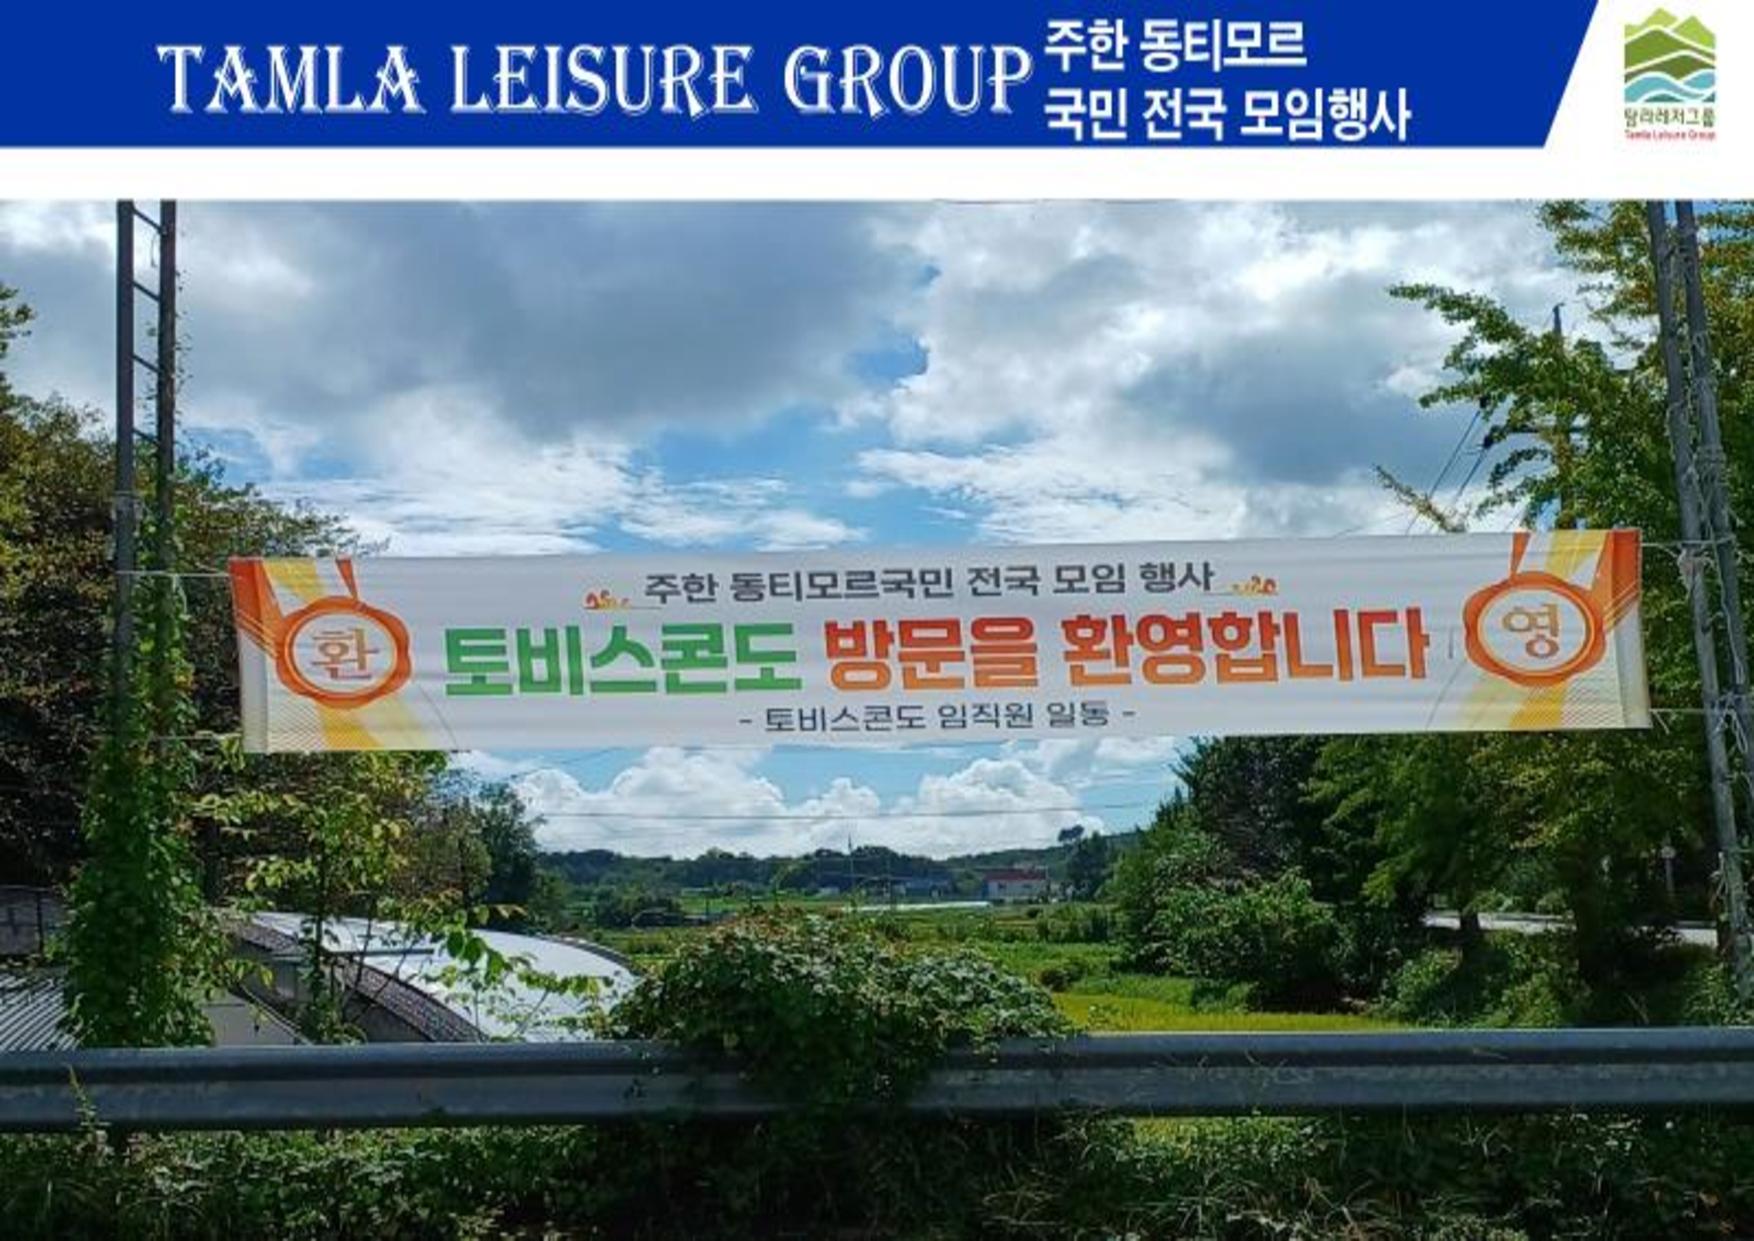 TAMLA LEISURE GROUP
주한 동티모르
국민 전국 모임행사
탐라레저그룹
Tamla Leisure Group
주한 동티모르국민 전국 모임 행사
환
토비스콘도 방문을 환영합니다
영
- 토비스콘도 임직원 일동 -